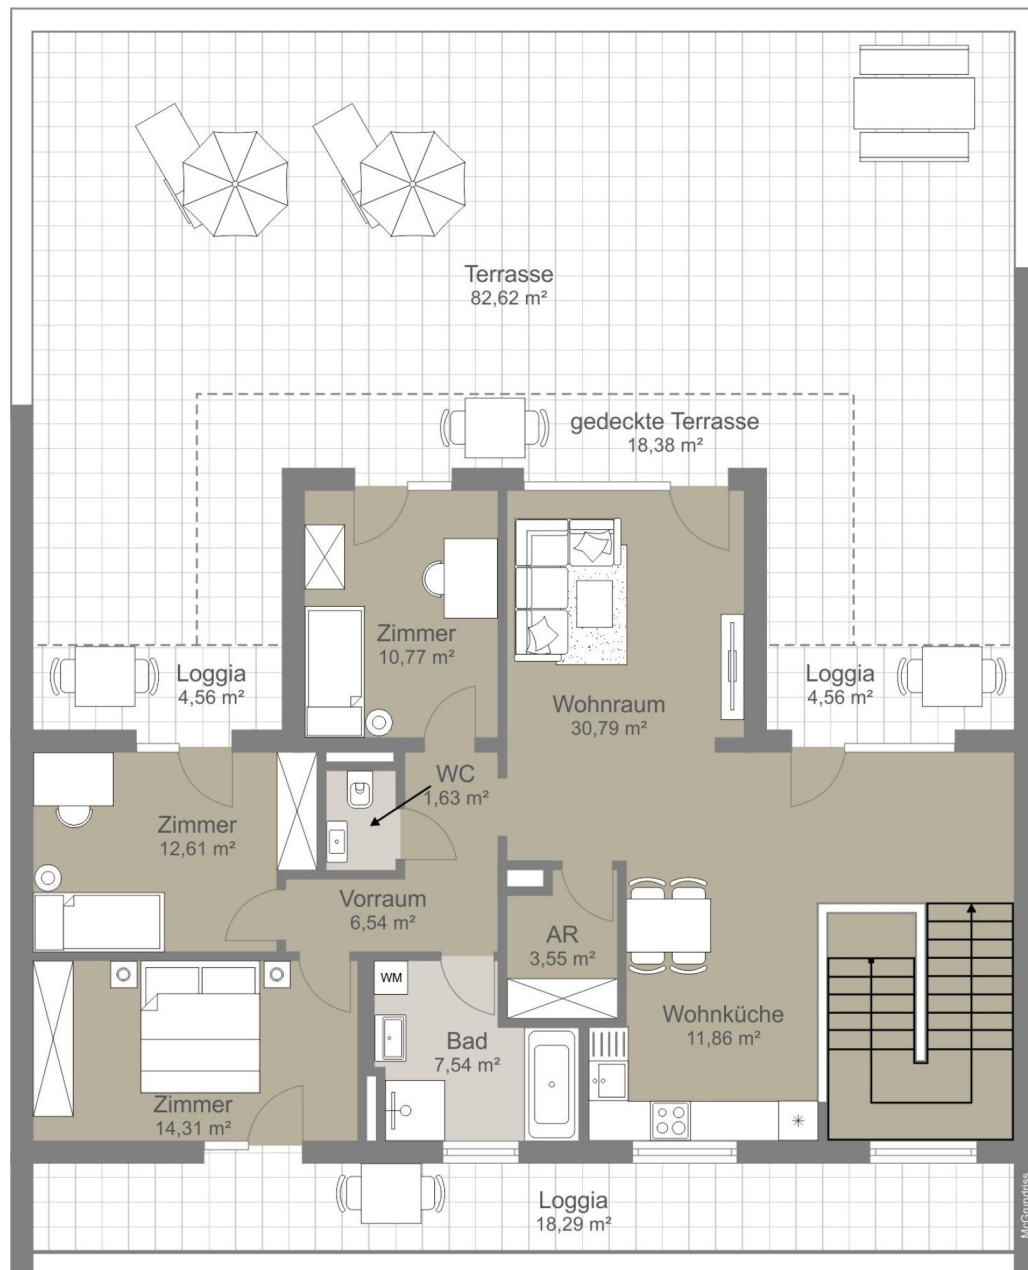 Terrasse
82,62 m²
gedeckte Terrasse
18,38 m²
Zimmer
10,77 m²
Loggia
4,56 m²
Loggia
4,56 m²
Wohnraum
30,79 m²
WC
1,63 m²
Zimmer
12,61 m²
Vorraum
6,54 m²
AR
3,55 m²
WM
Wohnküche
11,86 m²
Bad
7,54 m²
Zimmer
14,31 m²
Loggia
18,29 m²
McGrundriss